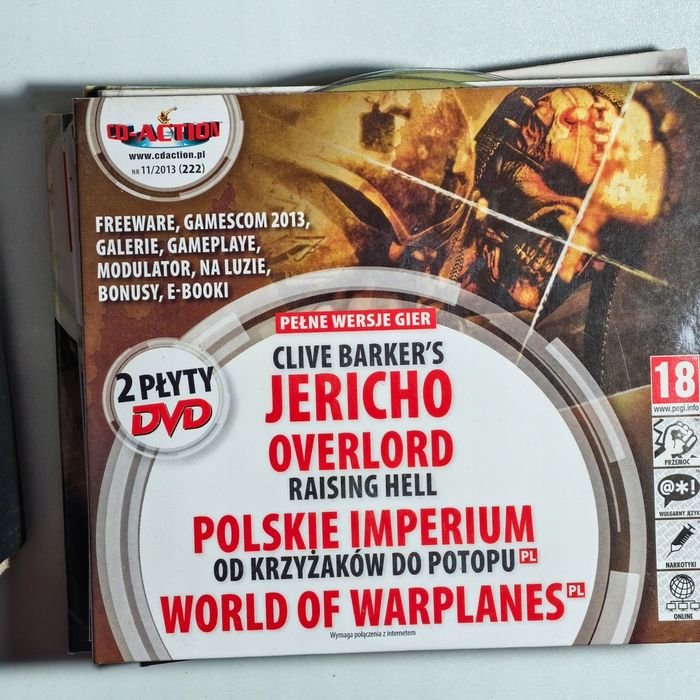 CD-ACTION
www.cdaction.pl
NR 11/2013 (222)
FREEWARE, GAMESCOM 2013,
GALERIE, GAMEPLAYE,
MODULATOR, NA LUZIE,
BONUSY, E-BOOKI
PEŁNE WERSJE GIER
2 PŁYTY
DVD
CLIVE BARKER'S
JERICHO
OVERLORD
RAISING HELL
POLSKIE IMPERIUM
OD KRZYŻAKÓW DO POTOPU PL
WORLD OF WARPLANES PL
Wymaga połączenia z internetem
18
www.pegi.info
PRZEMOC
@*!
WULGARNY JĘZYK
NARKOTYKI
ONLINE